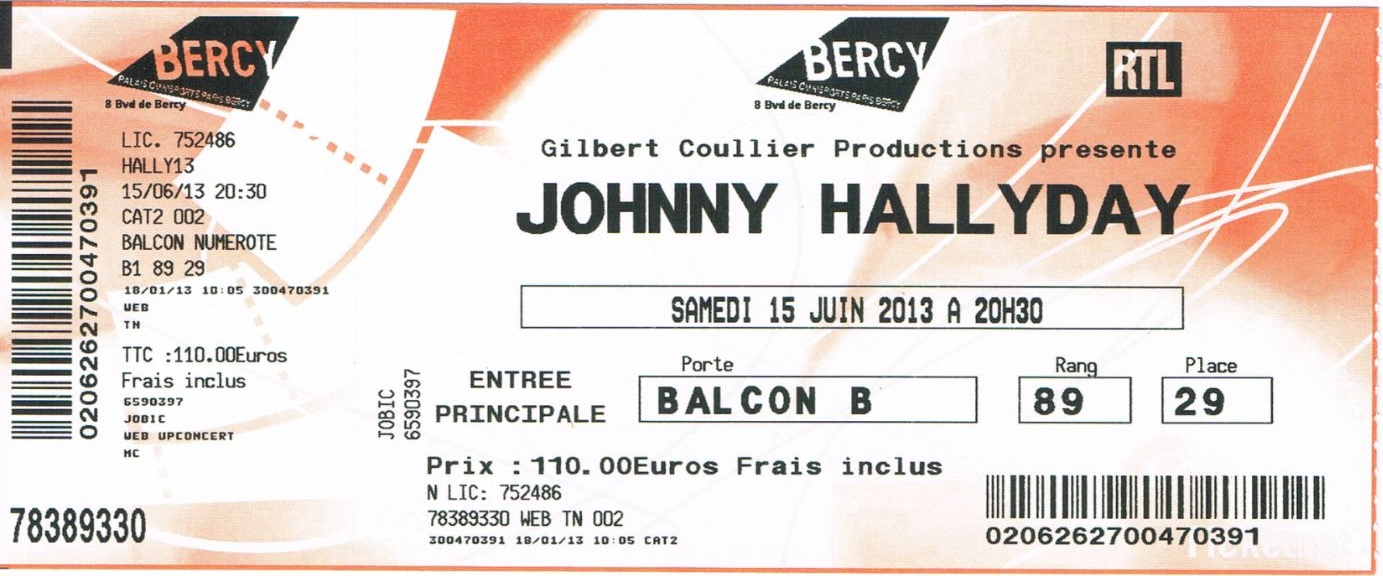 BERCY
PALAIS OMNISPORTS PARIS BERCY
8 Bvd de Bercy
LIC. 752486
HALLY13
15/06/13 20:30
CAT2 002
BALCON NUMEROTE
B1 89 29
18/01/13 10:05 300470391
WEB
TN
TTC :110.00Euros
Frais inclus
6590397
JOBIC
WEB UPCONCERT
MC
78389330
0206262700470391
BERCY
PALAIS OMNISPORTS PARIS BERCY
8 Bvd de Bercy
RTL
Gilbert Coullier Productions presente
JOHNNY HALLYDAY
SAMEDI 15 JUIN 2013 A 20H30
JOBIC
6590397
ENTREE
PRINCIPALE
Porte
BALCON B
Rang
89
Place
29
Prix :110.00Euros Frais inclus
N LIC: 752486
78389330 WEB TN 002
300470391 18/01/13 10:05 CAT2
0206262700470391